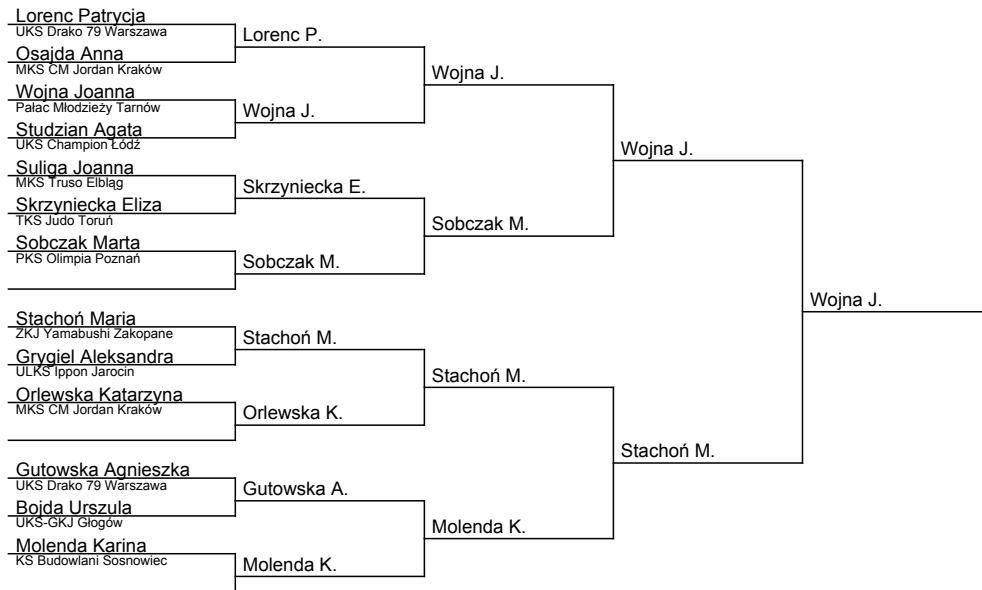 Lorenc Patrycja
UKS Drako 79 Warszawa
Osajda Anna
MKS CM Jordan Kraków
Wojna Joanna
Pałac Młodzieży Tarnów
Studzian Agata
UKS Champion Łódź
Suliga Joanna
MKS Truso Elbląg
Skrzyniecka Eliza
TKS Judo Toruń
Sobczak Marta
PKS Olimpia Poznań
Stachoń Maria
ZKJ Yamabushi Zakopane
Grygiel Aleksandra
ULKS Ippon Jarocin
Orlewska Katarzyna
MKS CM Jordan Kraków
Gutowska Agnieszka
UKS Drako 79 Warszawa
Bojda Urszula
UKS-GKJ Głogów
Molenda Karina
KS Budowlani Sosnowiec
Lorenc P.
Wojna J.
Skrzyniecka E.
Sobczak M.
Stachoń M.
Orlewska K.
Gutowska A.
Molenda K.
Wojna J.
Sobczak M.
Stachoń M.
Molenda K.
Wojna J.
Stachoń M.
Wojna J.